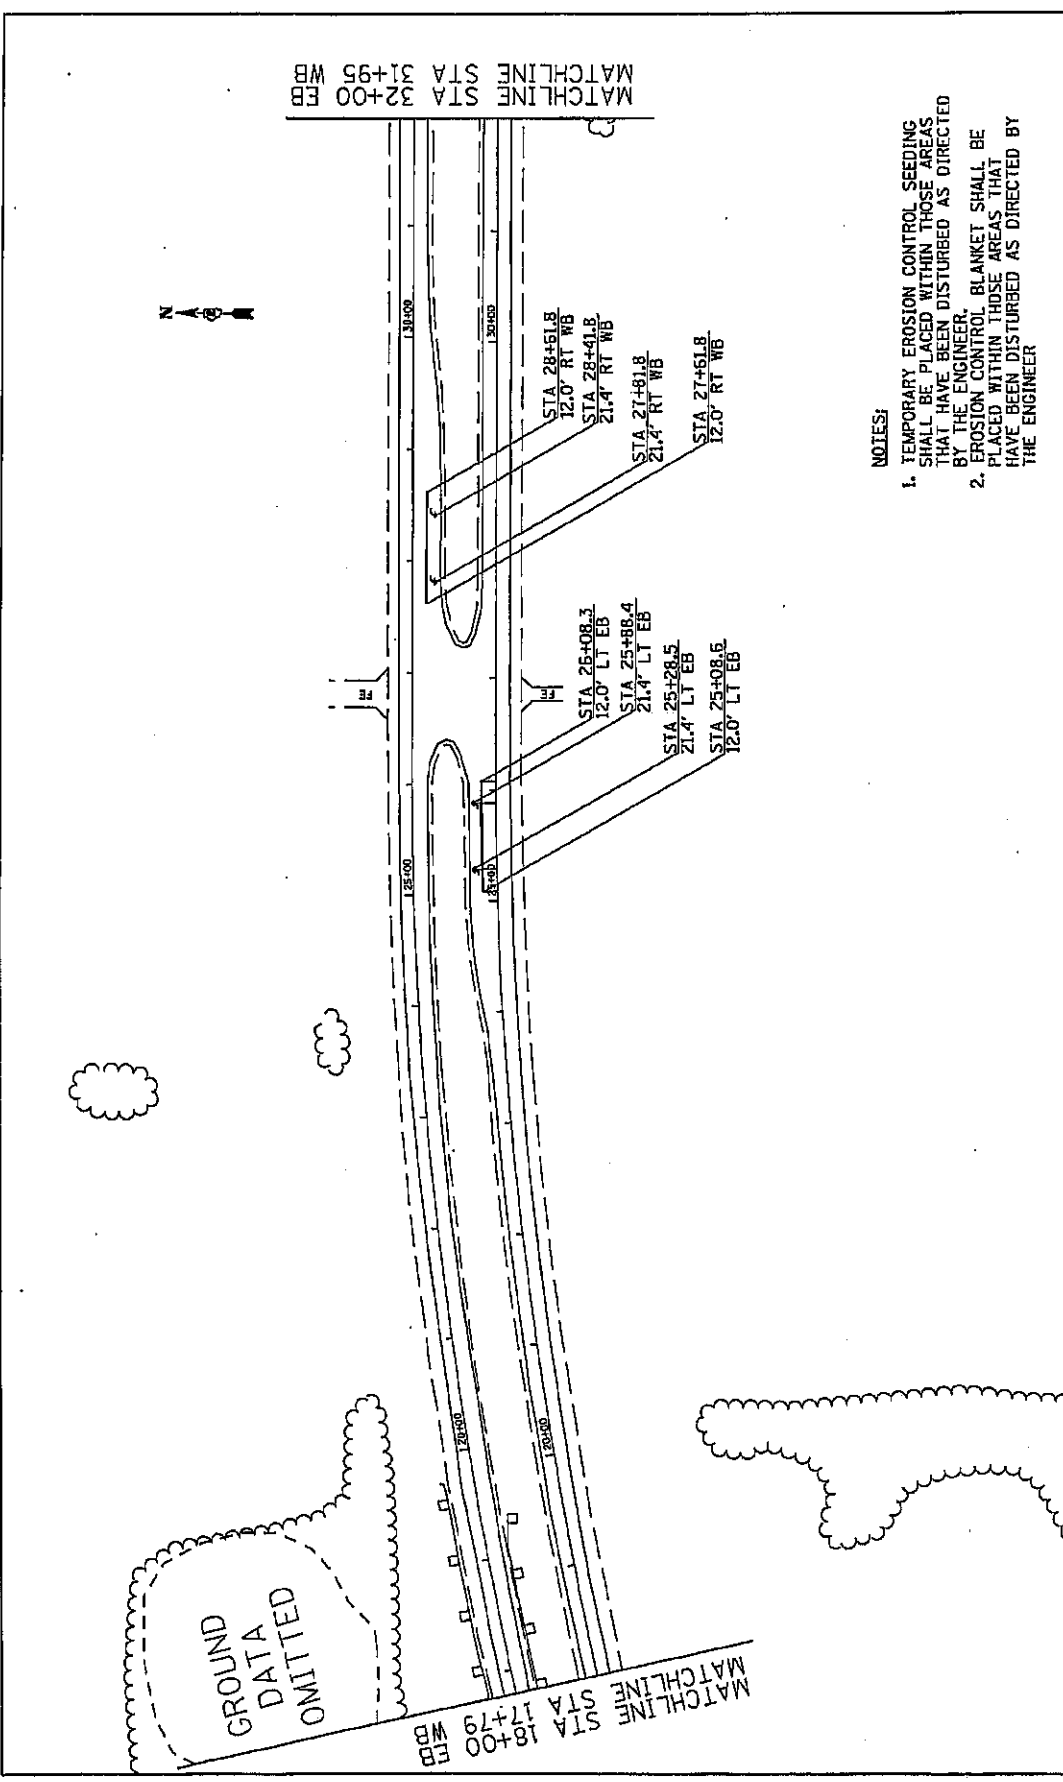 MATCHLINE STA 32+00 EB
MATCHLINE STA 31+95 WB
N
30+00
30+00
STA 28+61.8
12.0' RT WB
STA 28+41.8
21.4' RT WB
STA 27+81.8
21.4' RT WB
STA 27+61.8
12.0' RT WB
FE
FE
STA 26+08.3
12.0' LT EB
STA 25+88.4
21.4' LT EB
STA 25+28.5
21.4' LT EB
STA 25+08.6
12.0' LT EB
25+00
25+00
20+00
20+00
GROUND
DATA
OMITTED
MATCHLINE STA 18+00 EB
MATCHLINE STA 17+79 WB
NOTES:
1. TEMPORARY EROSION CONTROL SEEDING
SHALL BE PLACED WITHIN THOSE AREAS
THAT HAVE BEEN DISTURBED AS DIRECTED
BY THE ENGINEER.
2. EROSION CONTROL BLANKET SHALL BE
PLACED WITHIN THOSE AREAS THAT
HAVE BEEN DISTURBED AS DIRECTED BY
THE ENGINEER